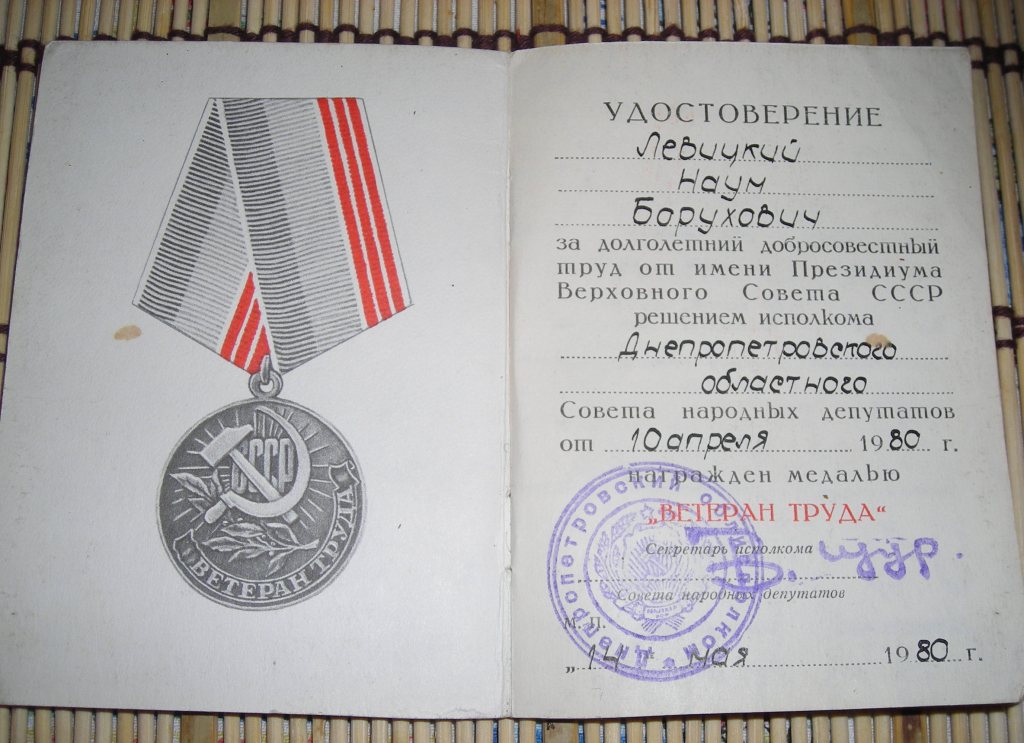 СССР
ВЕТЕРАН ТРУДА
УДОСТОВЕРЕНИЕ
Левицкий
Наум
Борухович
за долголетний добросовестный
труд от имени Президиума
Верховного Совета СССР
решением исполкома
Днепропетровского
областного
Совета народных депутатов
от 10 апреля 1980 г.
награжден медалью
„ВЕТЕРАН ТРУДА“
Секретарь исполкома
Совета народных депутатов
М. П.
„14 " мая 1980 г.